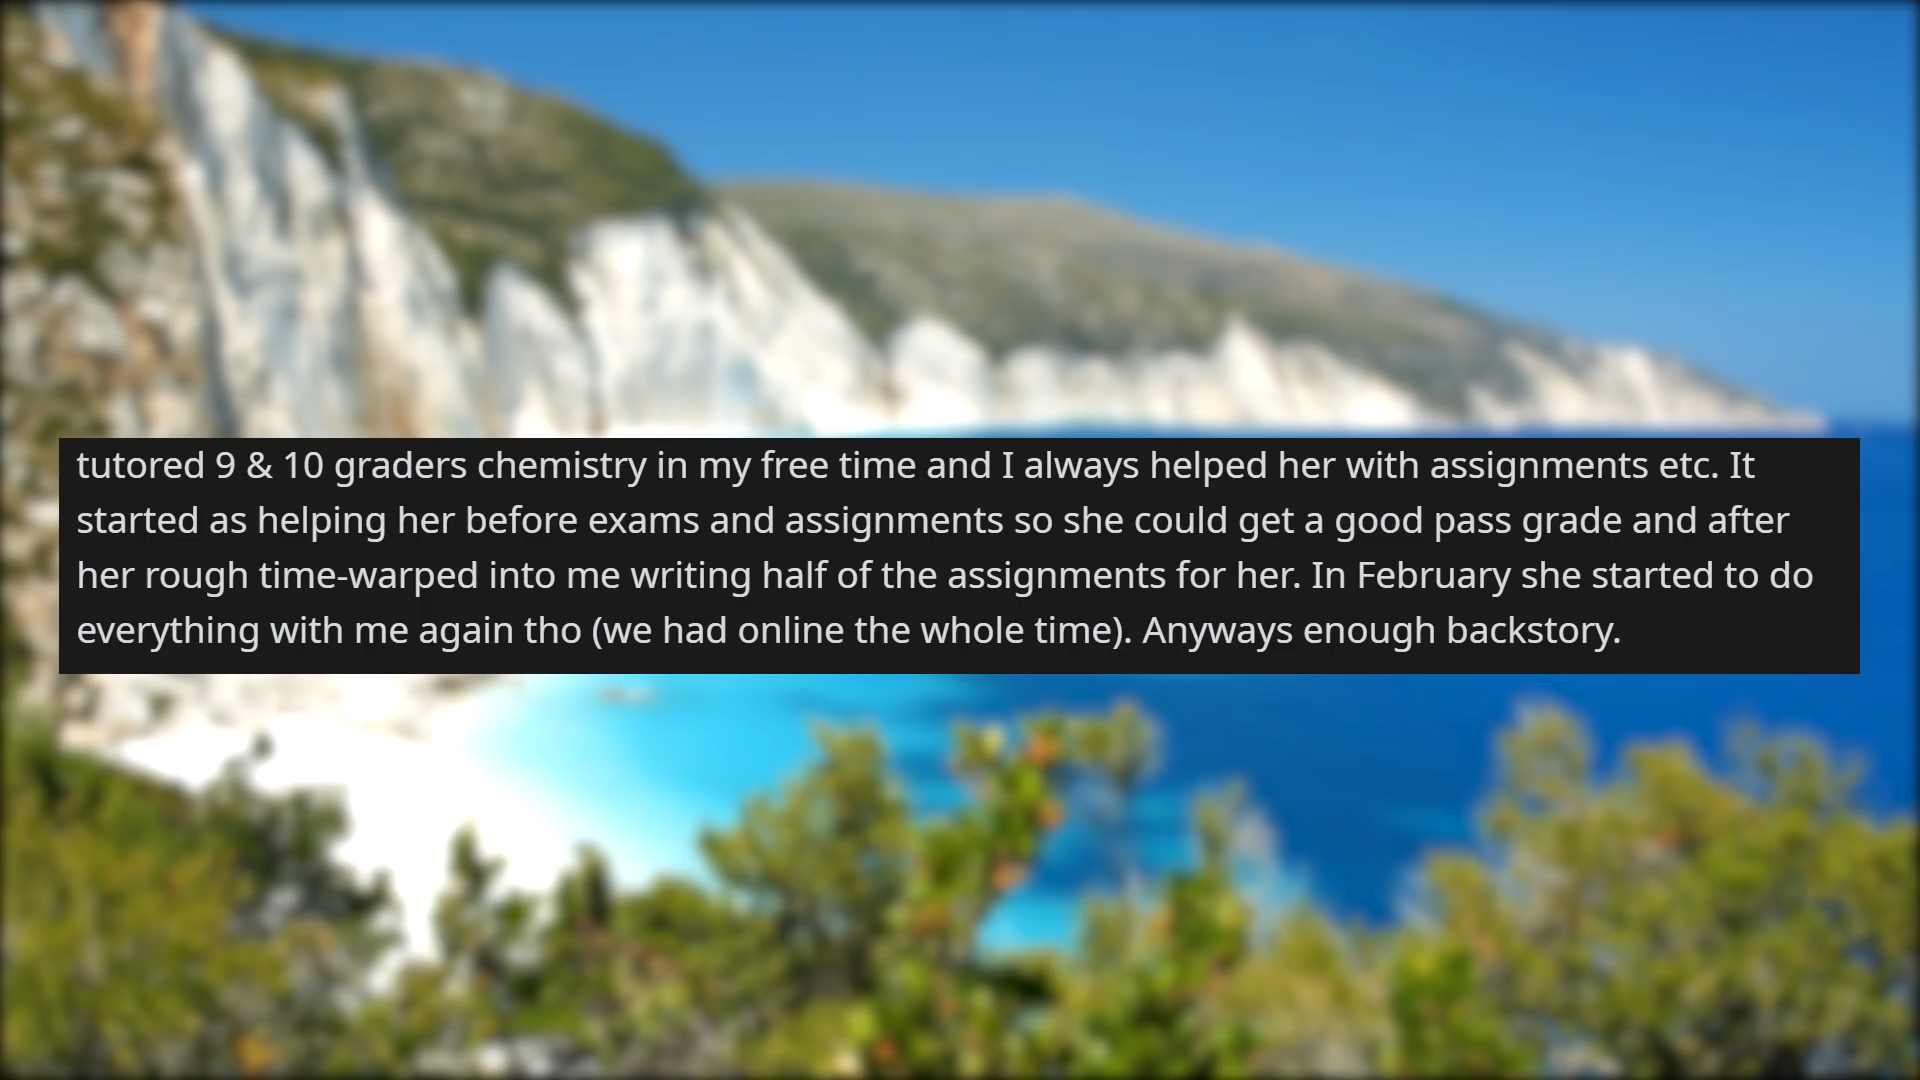 tutored 9 & 10 graders chemistry in my free time and I always helped her with assignments etc. It
started as helping her before exams and assignments so she could get a good pass grade and after
her rough time-warped into me writing half of the assignments for her. In February she started to do
everything with me again tho (we had online the whole time). Anyways enough backstory.